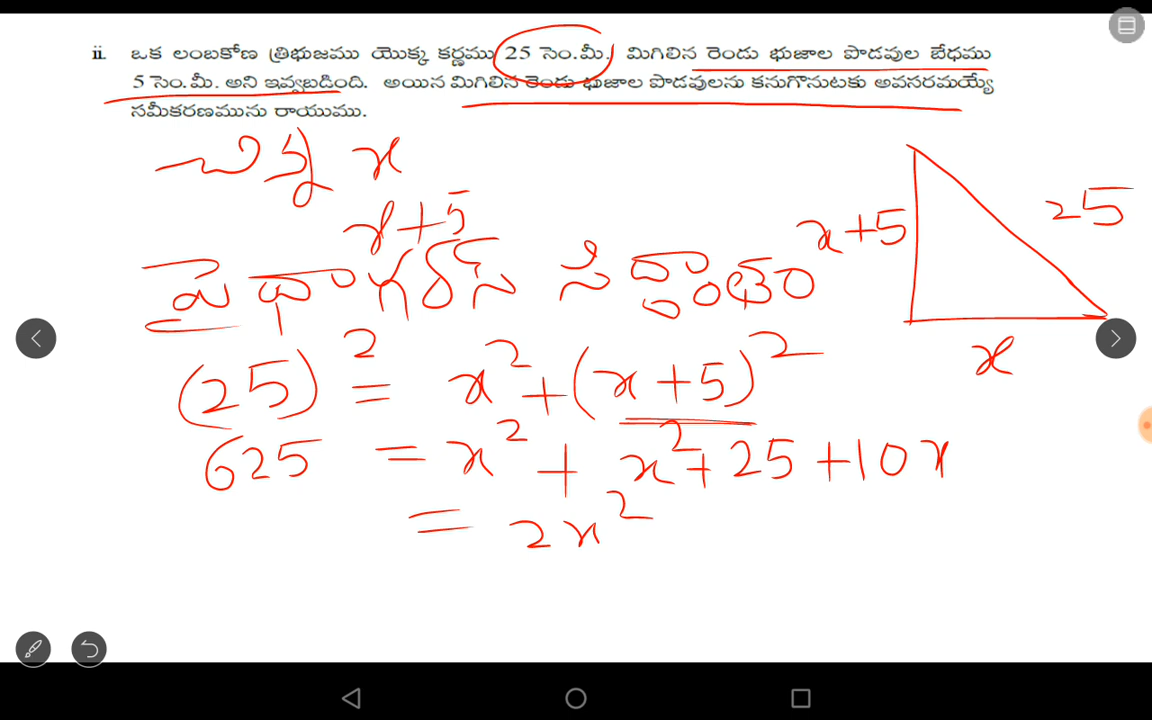 ii. ఒక లంబకోణ త్రిభుజము యొక్క కర్ణము 25 సెం.మీ. మిగిలిన రెండు భుజాల పొడవుల బేధము
5 సెం.మీ. అని ఇవ్వబడింది. అయిన మిగిలిన రెండు భుజాల పొడవులను కనుగొనుటకు అవసరమయ్యే
సమీకరణమును రాయుము.
చిన్న x
x+5
పైథాగరస్ సిద్ధాంతం
x+5
25
x
(25)² = x² + (x+5)²
625 = x² + x² + 25 + 10x
= 2x²